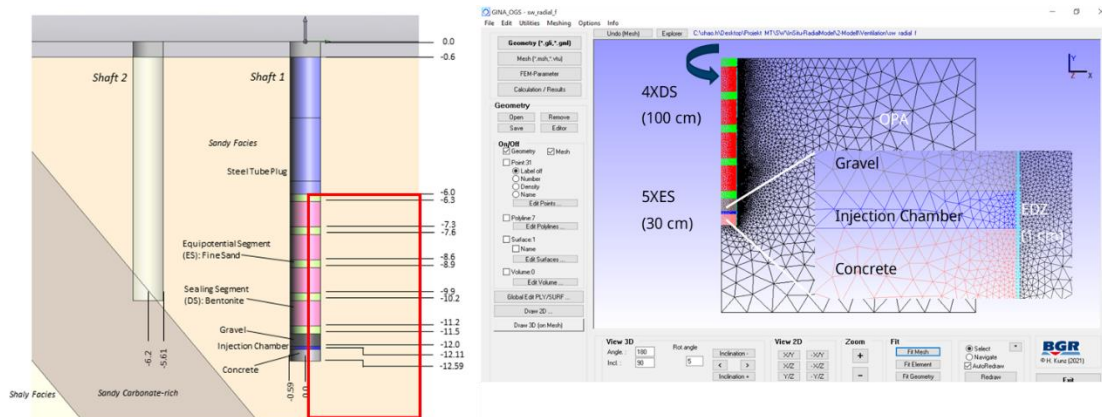 0.0
-0.6
Shaft 2
Shaft 1
Sandy Facies
Steel Tube Plug
-6.0
-6.3
-7.3
-7.6
Equipotential Segment
(ES): Fine Sand
-8.6
-8.9
-9.9
-10.2
Sealing Segment
(DS): Bentonite
-11.2
-11.5
Gravel
-12.0
Injection Chamber
-12.11
Concrete
-12.59
-6.2
-5.61
-0.59
0.0
Shaly Facies
Sandy Carbonate-rich
GINA_OGS - sw_radial_f
File Edit Utilities Meshing Options Info
Undo (Mesh) Explorer
Geometry (*.gli,*.gml)
Mesh (*.msh,*.vtu)
FEM-Parameter
Calculation / Results
Geometry
Open Remove
Save Editor
On/Off
Geometry Mesh
Point 31
Label off
Number
Density
Name
Edit Points ...
Polyline 7
Edit Polylines ...
Surface:1
Name
Edit Surfaces ...
Volume:0
Edit Volume ...
Global Edit PLY/SURF ...
Draw 2D ...
Draw 3D (on Mesh)
4XDS
(100 cm)
5XES
(30 cm)
OPA
Gravel
Injection Chamber
EDZ
Concrete
Y
Z X
View 3D
Angle.: 180
Incl.: 90
Rot angle
5
Inclination -
< >
Inclination +
View 2D
X/Y -X/Y
X/Z -X/Z
Y/Z -Y/Z
Zoom
+
-
Fit
Fit Mesh
Fit Element
Fit Geometry
Select
Navigate
AutoRedraw
Redraw
BGR
© H. Kunz (2021)
Exit